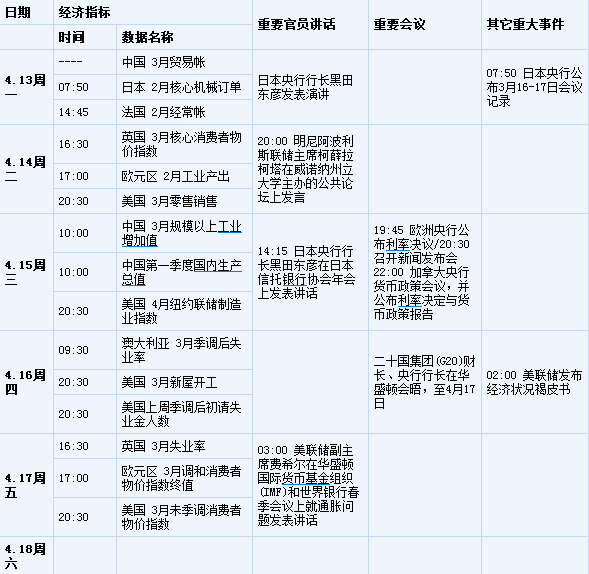 日期
经济指标
重要官员讲话
重要会议
其它重大事件
时间
数据名称
4.13周
一
----
中国 3月贸易帐
07:50
日本 2月核心机械订单
14:45
法国 2月经常帐
日本央行行长黑田
东彦发表演讲
07:50 日本央行公
布3月16-17日会议
记录
4.14周
二
16:30
英国 3月核心消费者物
价指数
17:00
欧元区 2月工业产出
20:30
美国 3月零售销售
20:00 明尼阿波利
斯联储主席柯薛拉
柯塔在威诺纳州立
大学主办的公共论
坛上发言
4.15周
三
10:00
中国 3月规模以上工业
增加值
10:00
中国第一季度国内生产
总值
20:30
美国 4月纽约联储制造
业指数
14:15 日本央行行
长黑田东彦在日本
信托银行协会年会
上发表讲话
19:45 欧洲央行公
布利率决议/20:30
召开新闻发布会
22:00 加拿大央行
货币政策会议，并
公布利率决定与货
币政策报告
4.16周
四
09:30
澳大利亚 3月季调后失
业率
20:30
美国 3月新屋开工
20:30
美国上周季调后初请失
业金人数
二十国集团(G20)财
长、央行行长在华
盛顿会晤，至4月17
日
02:00 美联储发布
经济状况褐皮书
4.17周
五
16:30
英国 3月失业率
17:00
欧元区 3月调和消费者
物价指数终值
20:30
美国 3月未季调消费者
物价指数
03:00 美联储副主
席费希尔在华盛顿
国际货币基金组织
(IMF)和世界银行春
季会议上就通胀问
题发表讲话
4.18周
六